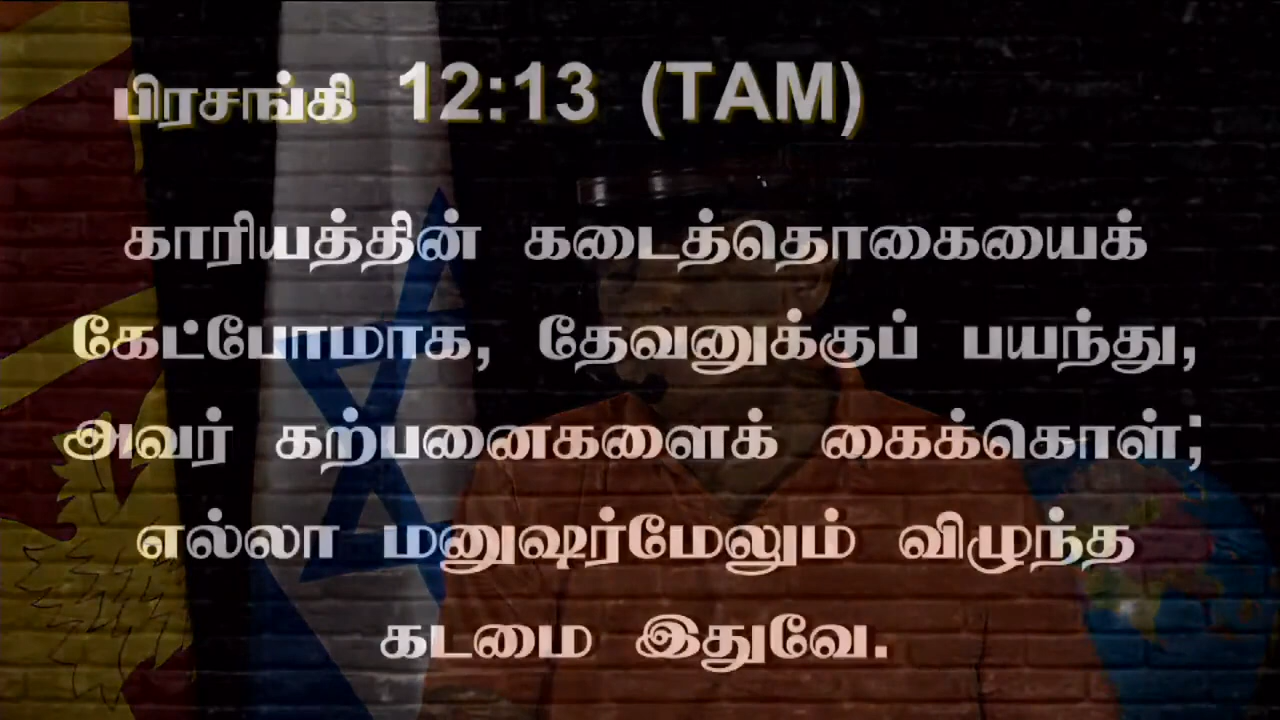 பிரசங்கி 12:13 (TAM)
காரியத்தின் கடைத்தொகையைக்
கேட்போமாக, தேவனுக்குப் பயந்து,
அவர் கற்பனைகளைக் கைக்கொள்;
எல்லா மனுஷர்மேலும் விழுந்த
கடமை இதுவே.